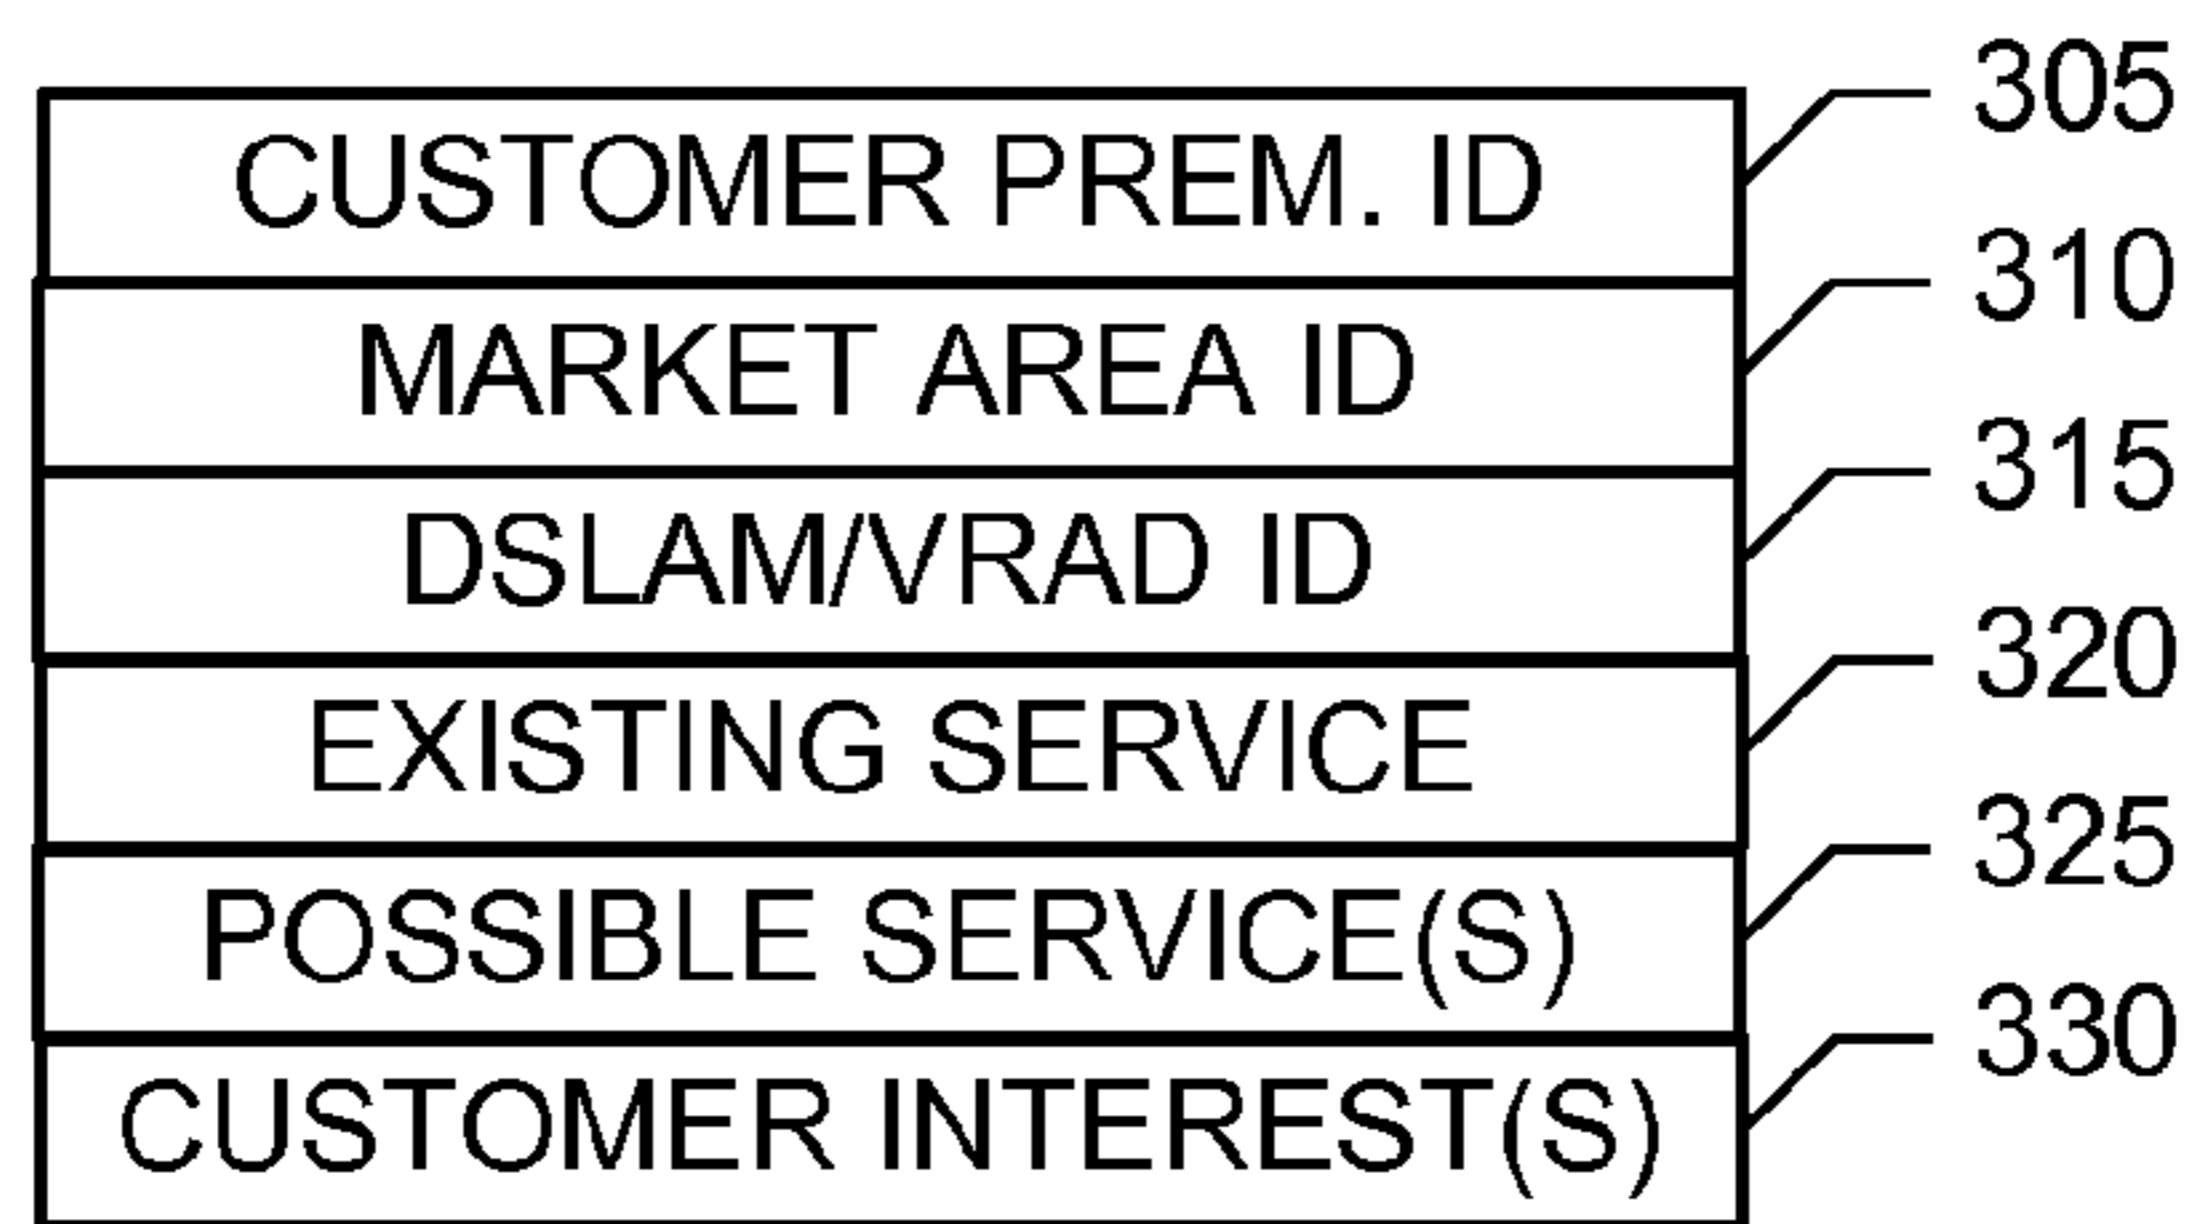 305
CUSTOMER PREM. ID
310
MARKET AREA ID
315
DSLAM/VRAD ID
320
EXISTING SERVICE
325
POSSIBLE SERVICE(S)
330
CUSTOMER INTEREST(S)